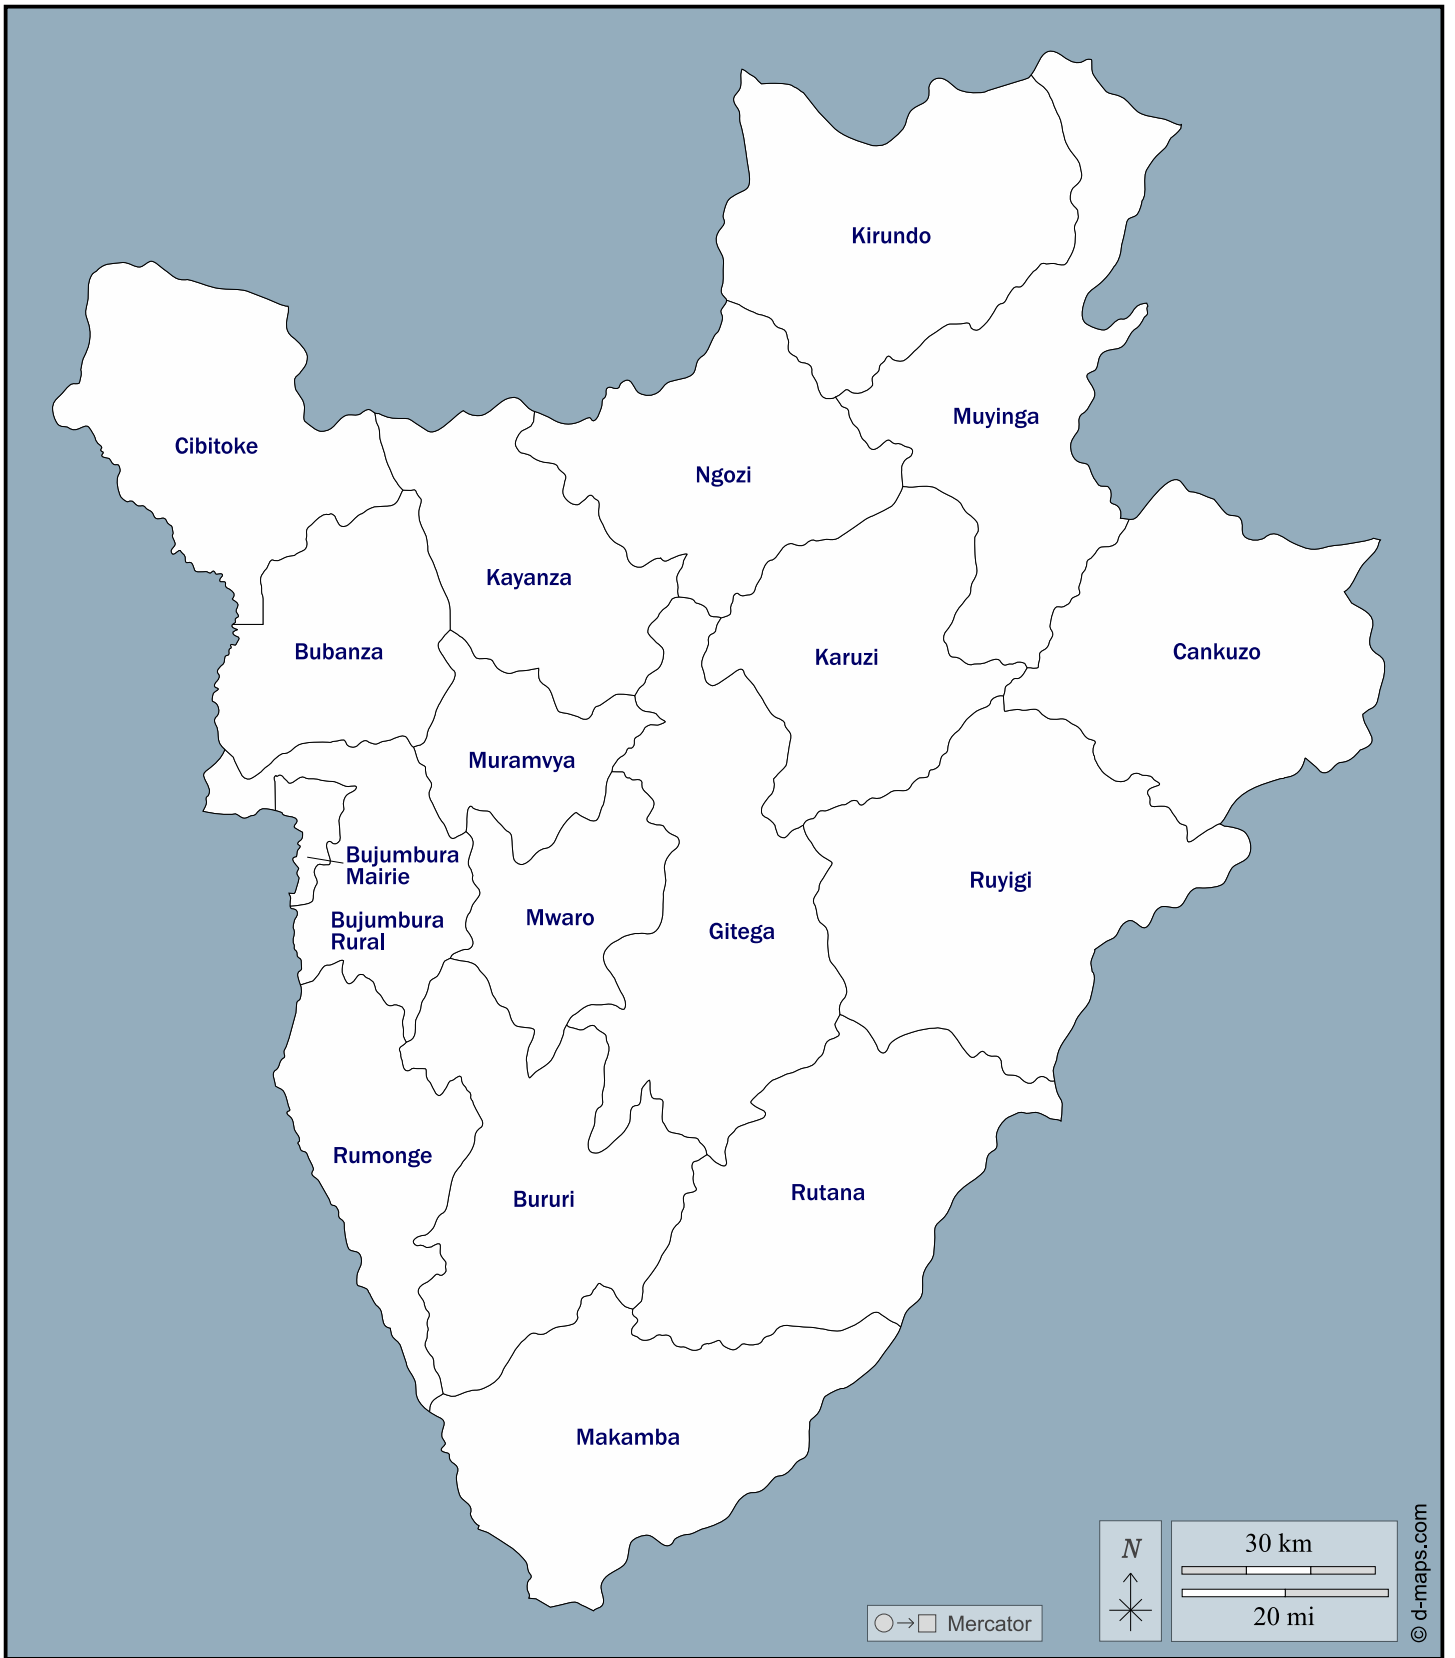 Kirundo
Muyinga
Cibitoke
Ngozi
Kayanza
Bubanza
Karuzi
Cankuzo
Muramvya
Bujumbura
Mairie
Ruyigi
Mwaro
Bujumbura
Rural
Gitega
Rumonge
Bururi
Rutana
Makamba
N
30 km
20 mi
Mercator
© d-maps.com